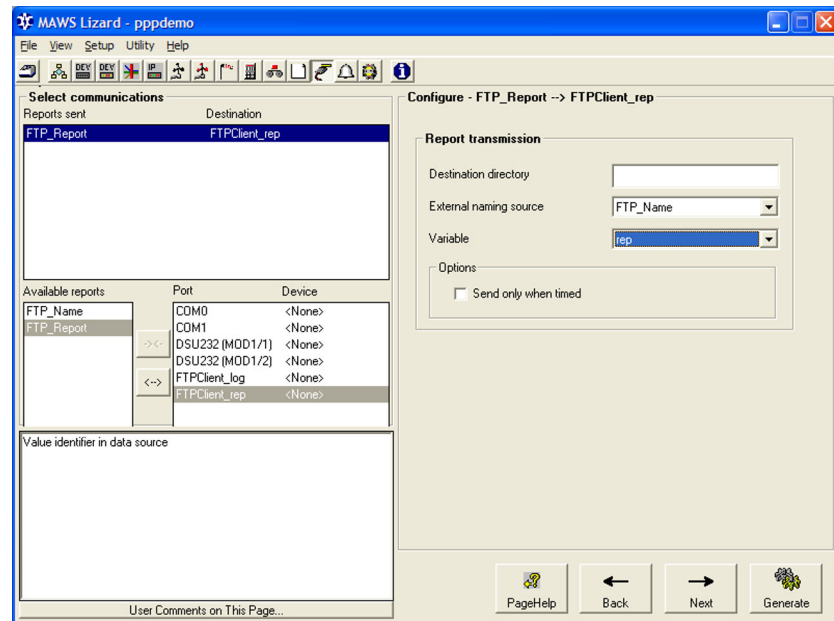 MAWS Lizard - pppdemo
File View Setup Utility Help
DEV DEV IP
Select communications
Reports sent Destination
FTP_Report FTPClient_rep
Available reports Port Device
FTP_Name
FTP_Report
COM0 <None>
COM1 <None>
DSU232 (MOD1/1) <None>
DSU232 (MOD1/2) <None>
FTPClient_log <None>
FTPClient_rep <None>
-><-
<-->
Value identifier in data source
User Comments on This Page...
Configure - FTP_Report --> FTPClient_rep
Report transmission
Destination directory
External naming source FTP_Name
Variable rep
Options
Send only when timed
PageHelp Back Next Generate